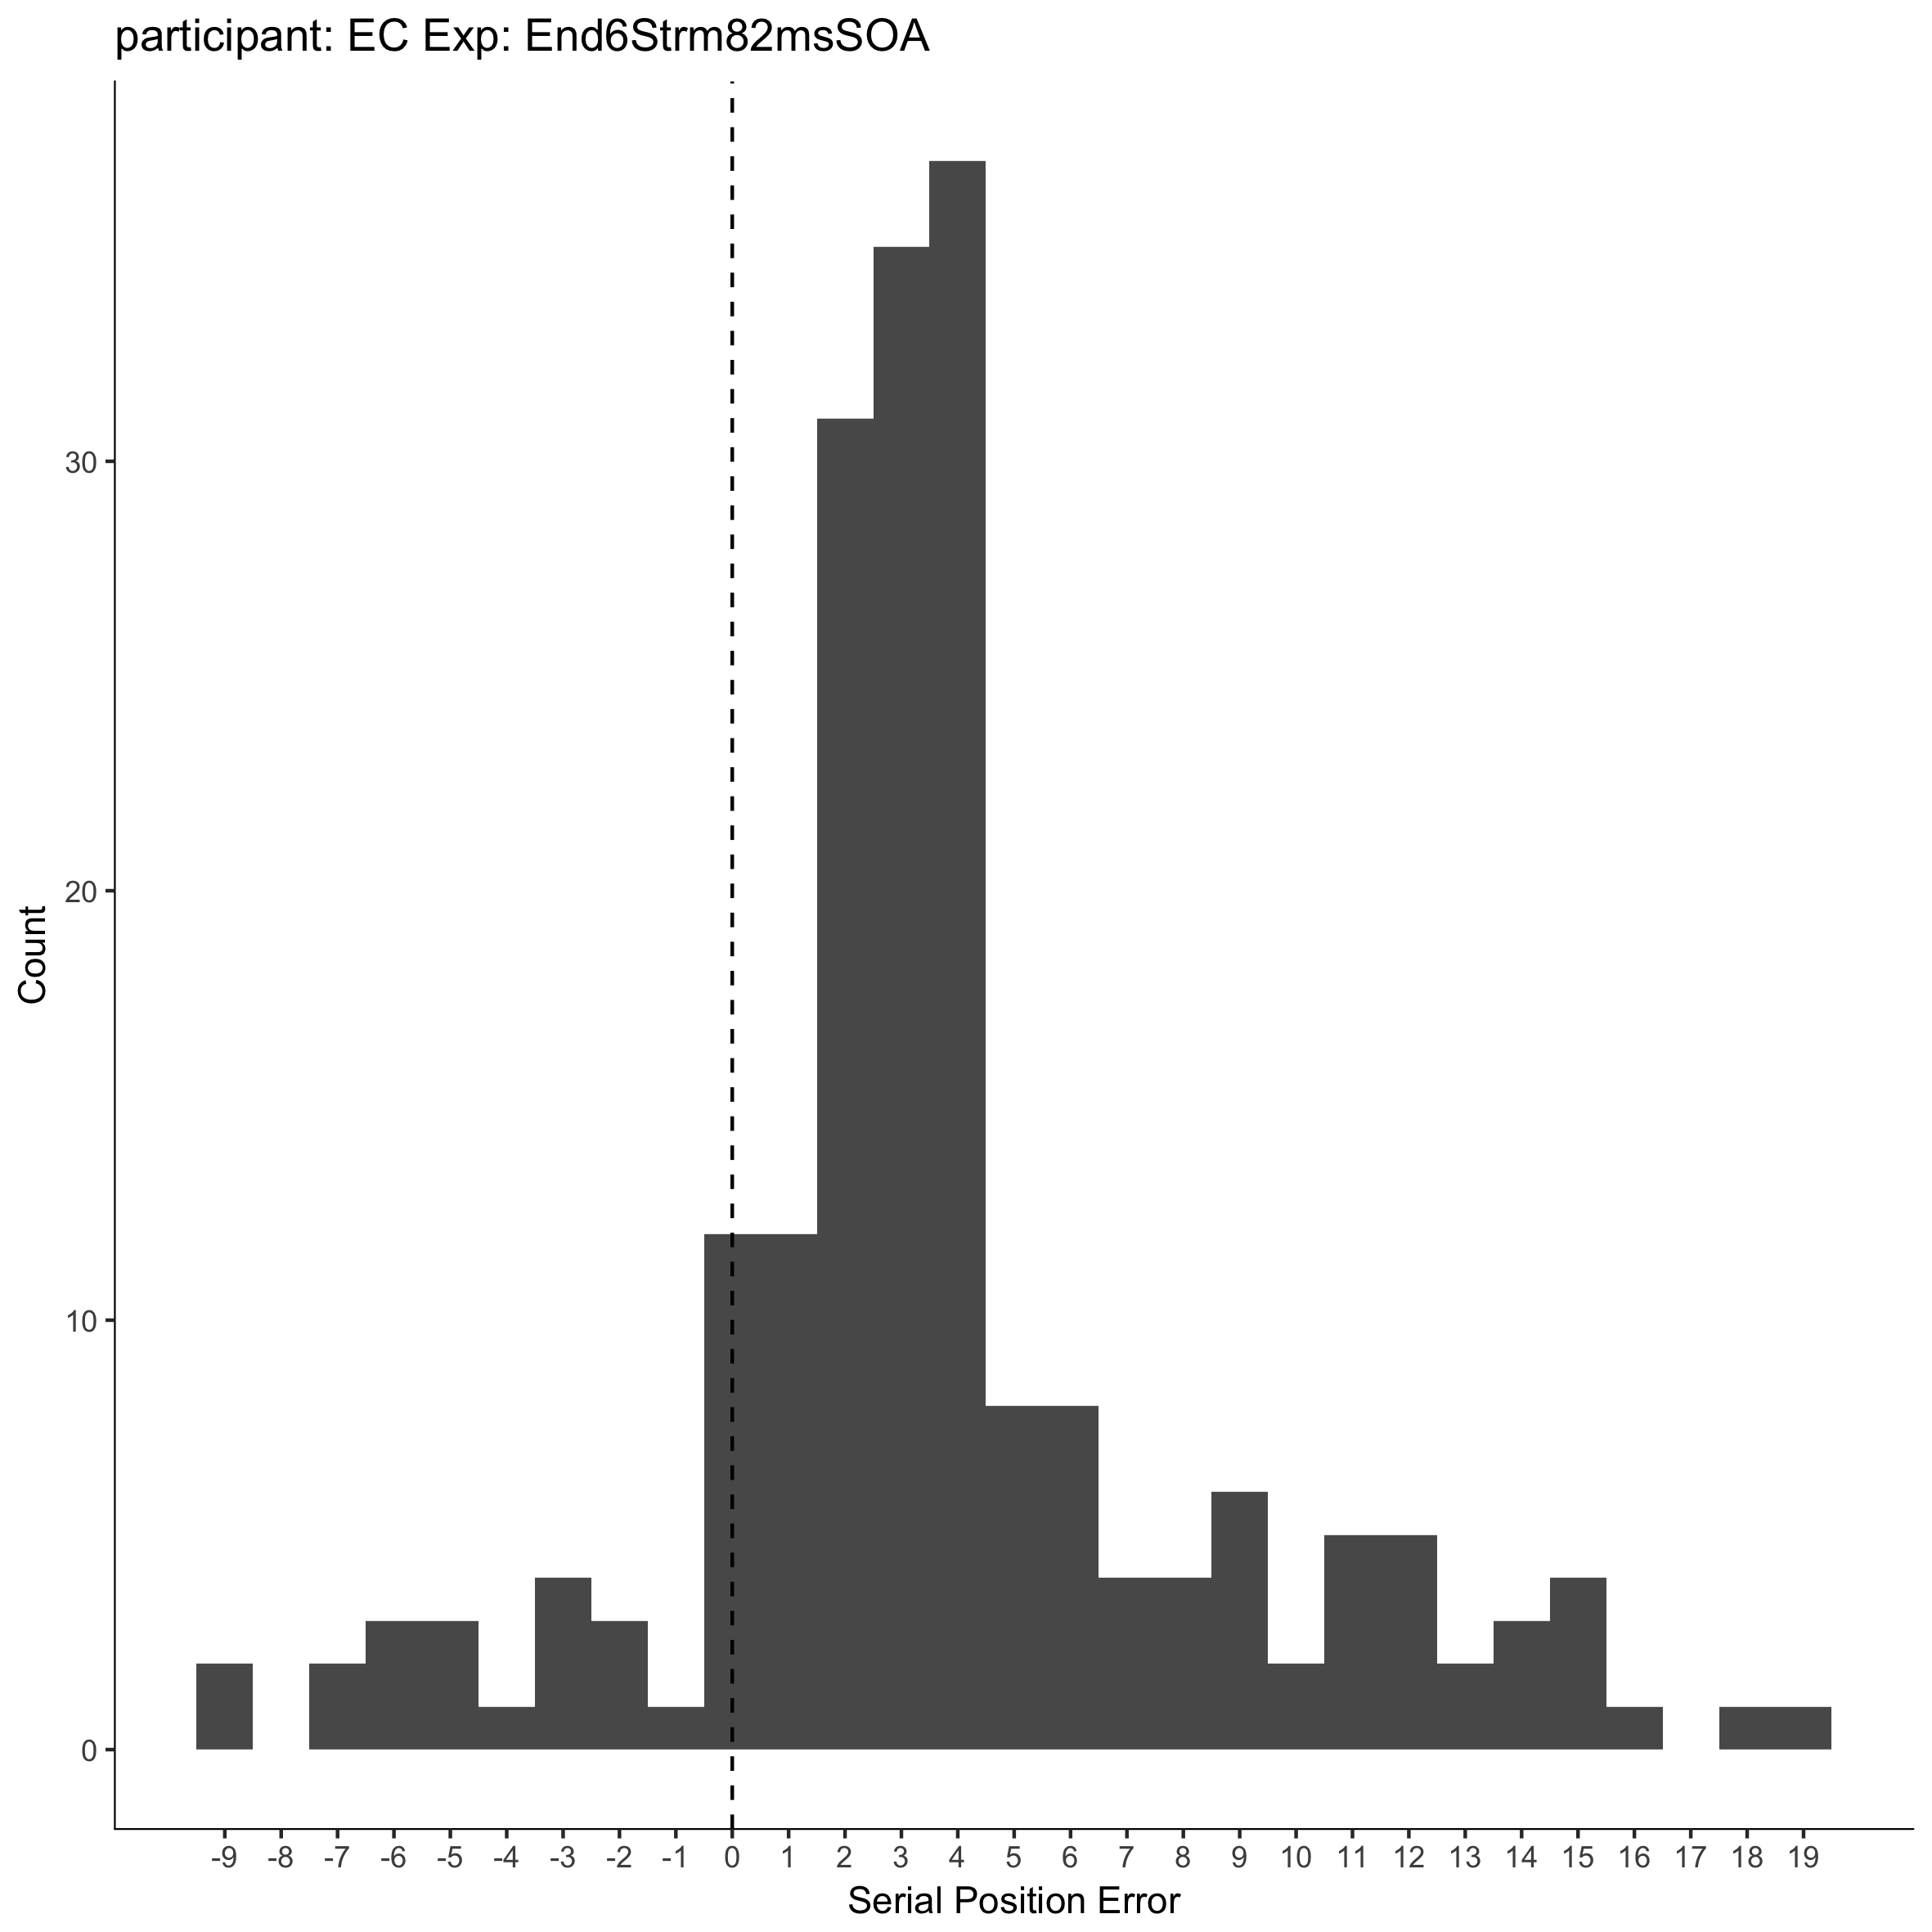 participant: EC Exp: End6Strm82msSOA
Count
30
20
10
0
-9 -8 -7 -6 -5 -4 -3 -2 -1 0 1 2 3 4 5 6 7 8 9 10 11 12 13 14 15 16 17 18 19
Serial Position Error